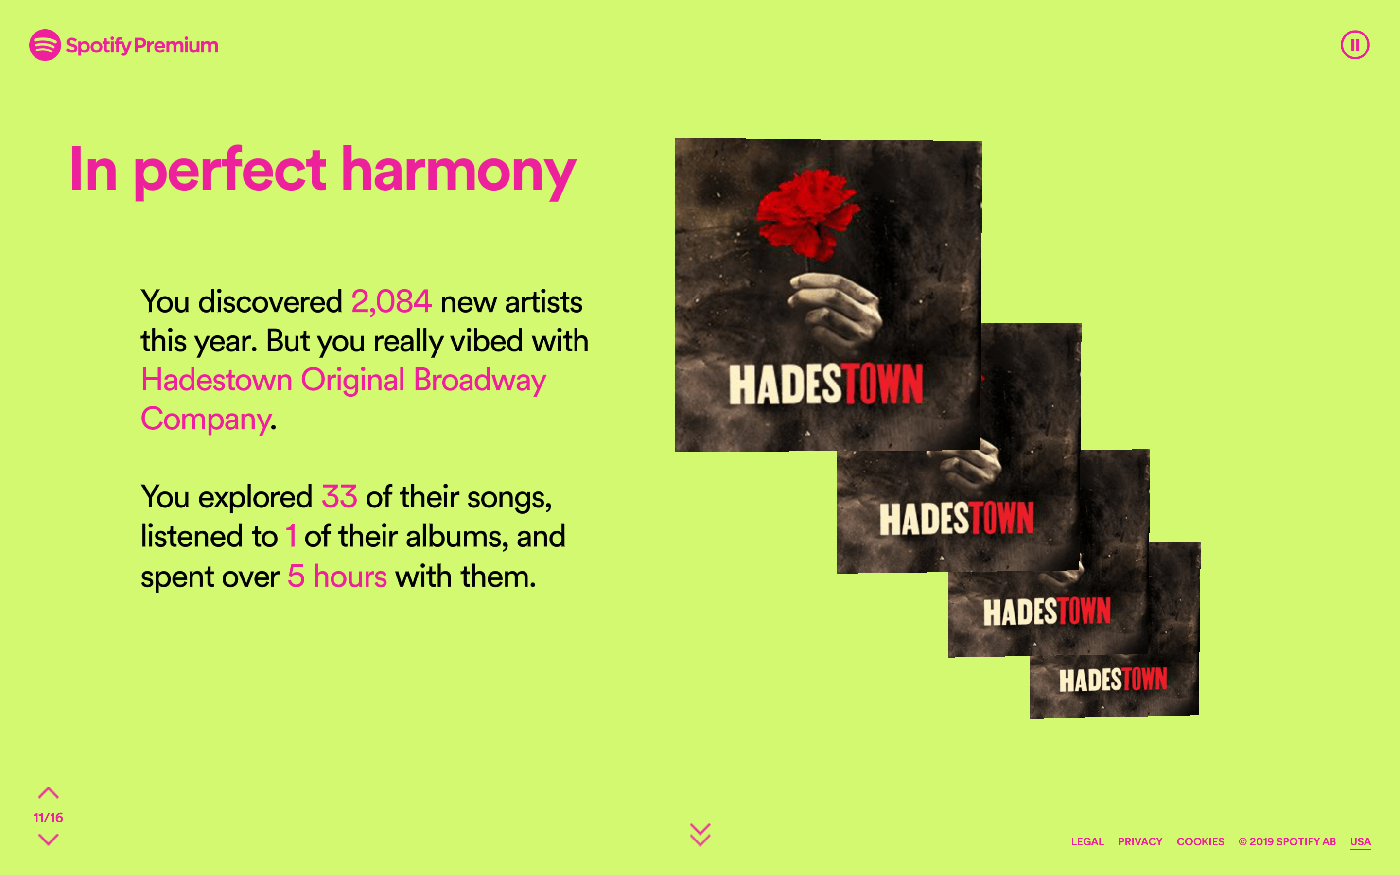 Spotify Premium
In perfect harmony
You discovered 2,084 new artists
this year. But you really vibed with
Hadestown Original Broadway
Company.
You explored 33 of their songs,
listened to 1 of their albums, and
spent over 5 hours with them.
HADESTOWN
HADESTOWN
HADESTOWN
HADESTOWN
11/16
LEGAL PRIVACY COOKIES © 2019 SPOTIFY AB USA